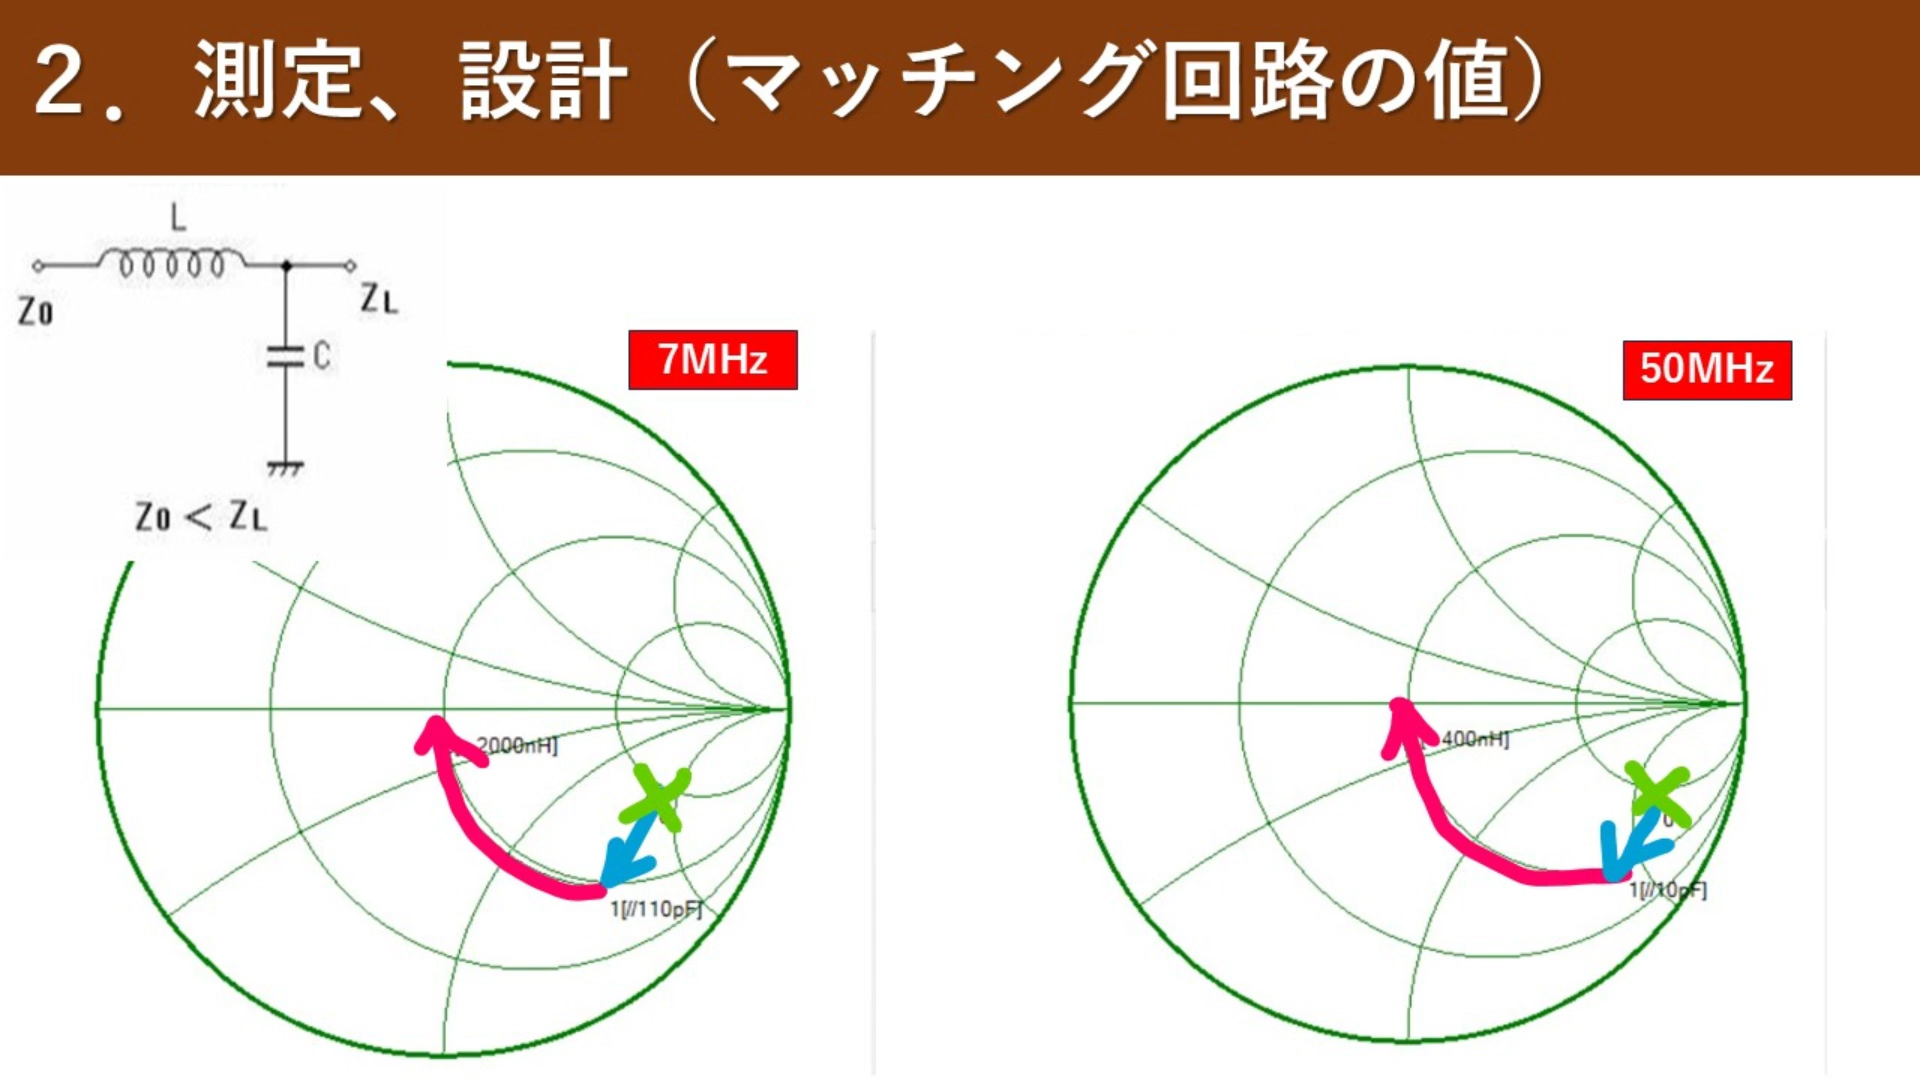 ２．測定、設計（マッチング回路の値）
L
Z0
ZL
C
Z0 < ZL
7MHz
2000nH]
1[//110pF]
50MHz
400nH]
0
1[//10pF]